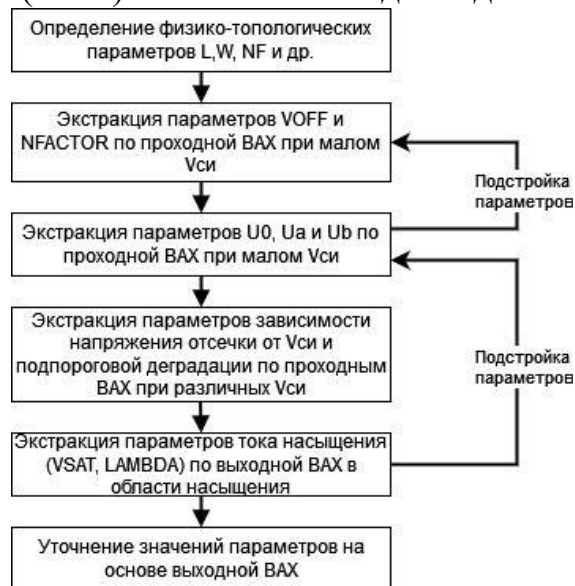 Определение физико-топологических
параметров L,W, NF и др.
Экстракция параметров VOFF и
NFACTOR по проходной ВАХ при малом
Vси
Подстройка
параметров
Экстракция параметров U0, Ua и Ub по
проходной ВАХ при малом Vси
Экстракция параметров зависимости
напряжения отсечки от Vси и
подпороговой деградации по проходным
ВАХ при различных Vси
Подстройка
параметров
Экстракция параметров тока насыщения
(VSAT, LAMBDA) по выходной ВАХ в
области насыщения
Уточнение значений параметров на
основе выходной ВАХ